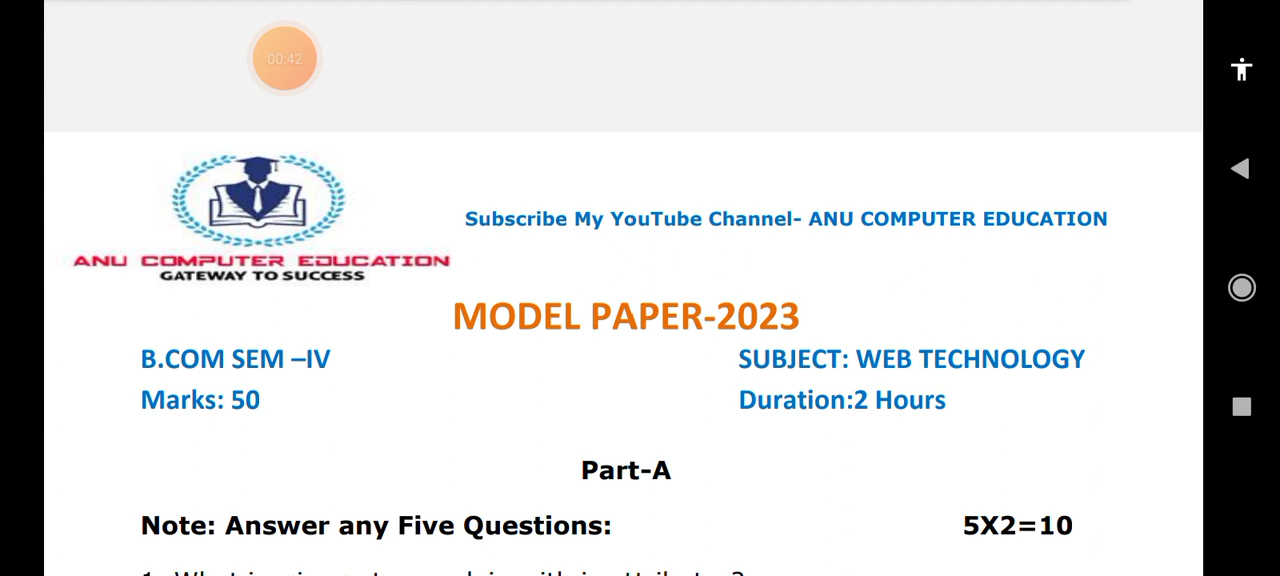 00:42
Subscribe My YouTube Channel- ANU COMPUTER EDUCATION
ANU COMPUTER EDUCATION
GATEWAY TO SUCCESS
MODEL PAPER-2023
B.COM SEM –IV SUBJECT: WEB TECHNOLOGY
Marks: 50 Duration:2 Hours
Part-A
Note: Answer any Five Questions: 5X2=10